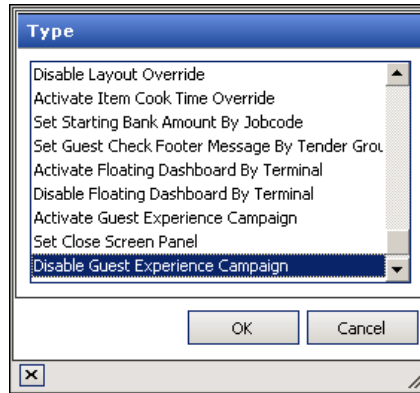 Type
Disable Layout Override
Activate Item Cook Time Override
Set Starting Bank Amount By Jobcode
Set Guest Check Footer Message By Tender Grou
Activate Floating Dashboard By Terminal
Disable Floating Dashboard By Terminal
Activate Guest Experience Campaign
Set Close Screen Panel
Disable Guest Experience Campaign
OK Cancel